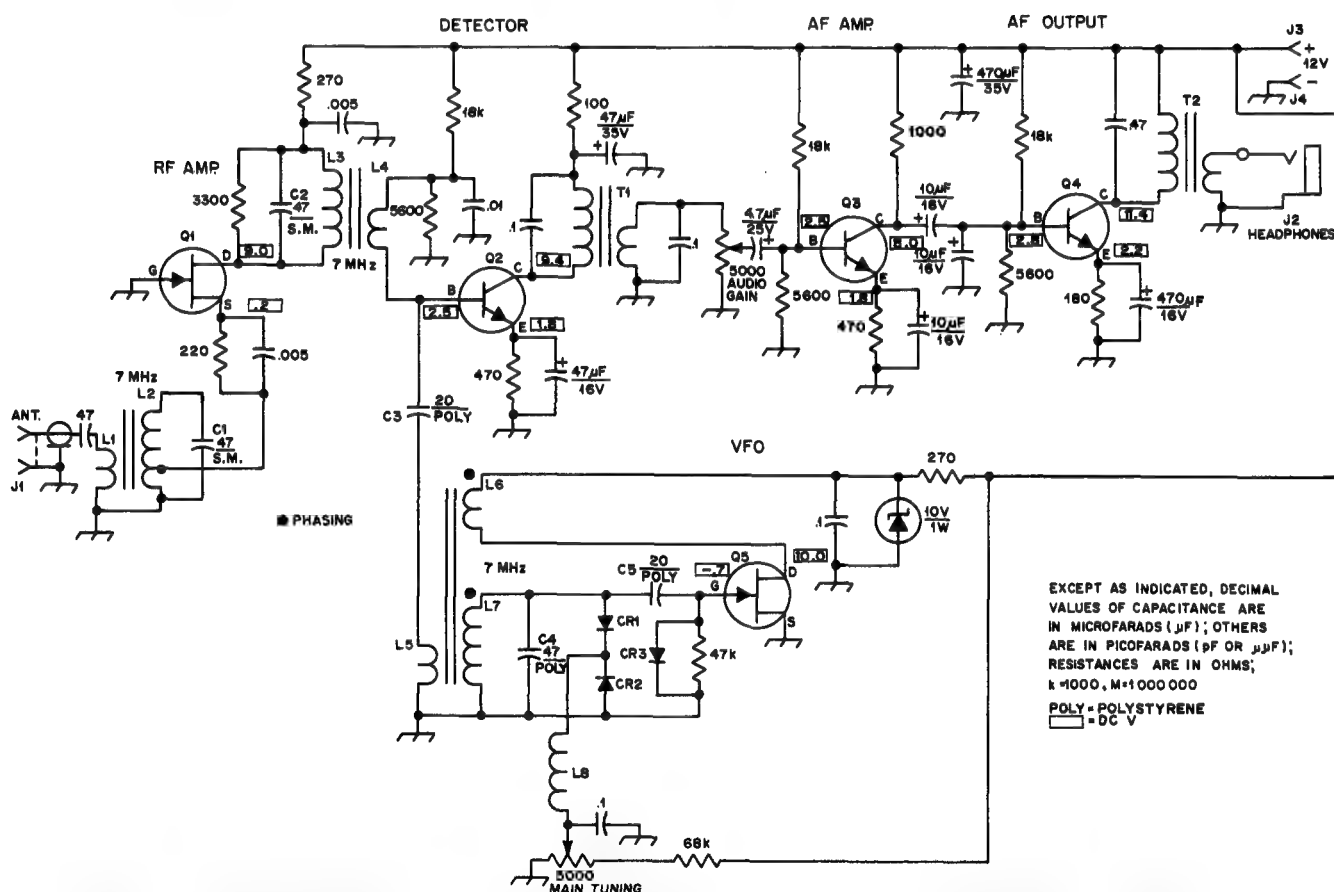 DETECTOR
AF AMP.
AF OUTPUT
J3
+
12V
-
J4
270
.005
18k
100
47µF
35V
+
470µF
35V
+
18k
1000
18k
.47
T2
RF AMP.
L3
L4
3300
C2
47
S.M.
5600
.01
.1
T1
.1
4.7µF
25V
+
10µF
16V
+
Q3
Q4
J2
HEADPHONES
Q1
G
D
S
9.0
7 MHz
Q2
B
C
E
9.4
2.5
1.8
5000
AUDIO
GAIN
2.5
B
C
E
5.0
1.8
5600
10µF
16V
+
2.8
B
C
E
11.4
2.2
5600
.2
220
.005
470
47µF
16V
+
470
10µF
16V
+
180
470µF
16V
+
7 MHz
L2
ANT.
47
L1
C1
47
S.M.
J1
C3
20
POLY
VFO
270
PHASING
L6
.1
10V
1W
7 MHz
C5
20
POLY
-.7
Q5
G
D
S
10.0
L7
L5
C4
47
POLY
CR1
CR2
CR3
47k
L8
.1
68k
5000
MAIN TUNING
EXCEPT AS INDICATED, DECIMAL
VALUES OF CAPACITANCE ARE
IN MICROFARADS (µF); OTHERS
ARE IN PICOFARADS (pF OR µµF);
RESISTANCES ARE IN OHMS;
k=1000, M=1000000
POLY=POLYSTYRENE
=DC V